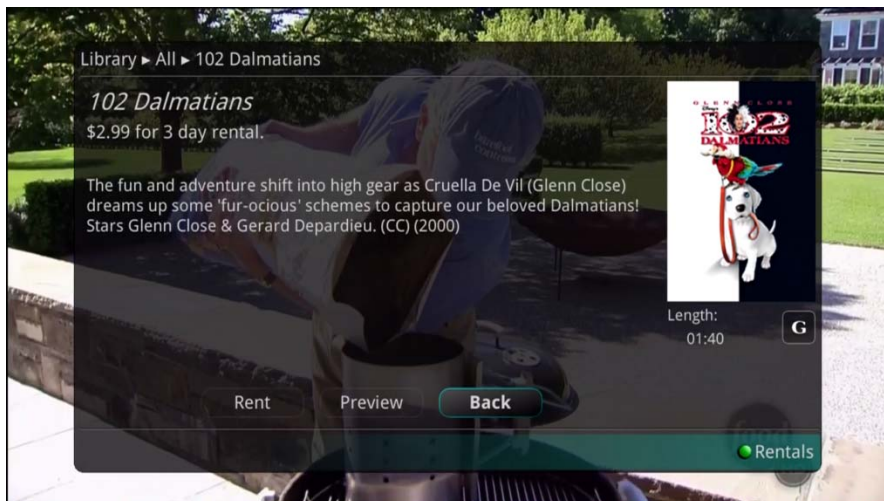 Library ▸ All ▸ 102 Dalmatians
102 Dalmatians
$2.99 for 3 day rental.
The fun and adventure shift into high gear as Cruella De Vil (Glenn Close)
dreams up some 'fur-ocious' schemes to capture our beloved Dalmatians!
Stars Glenn Close & Gerard Depardieu. (CC) (2000)
GLENN CLOSE
Disney's
102
DALMATIANS
Length:
01:40
G
Rent
Preview
Back
Rentals